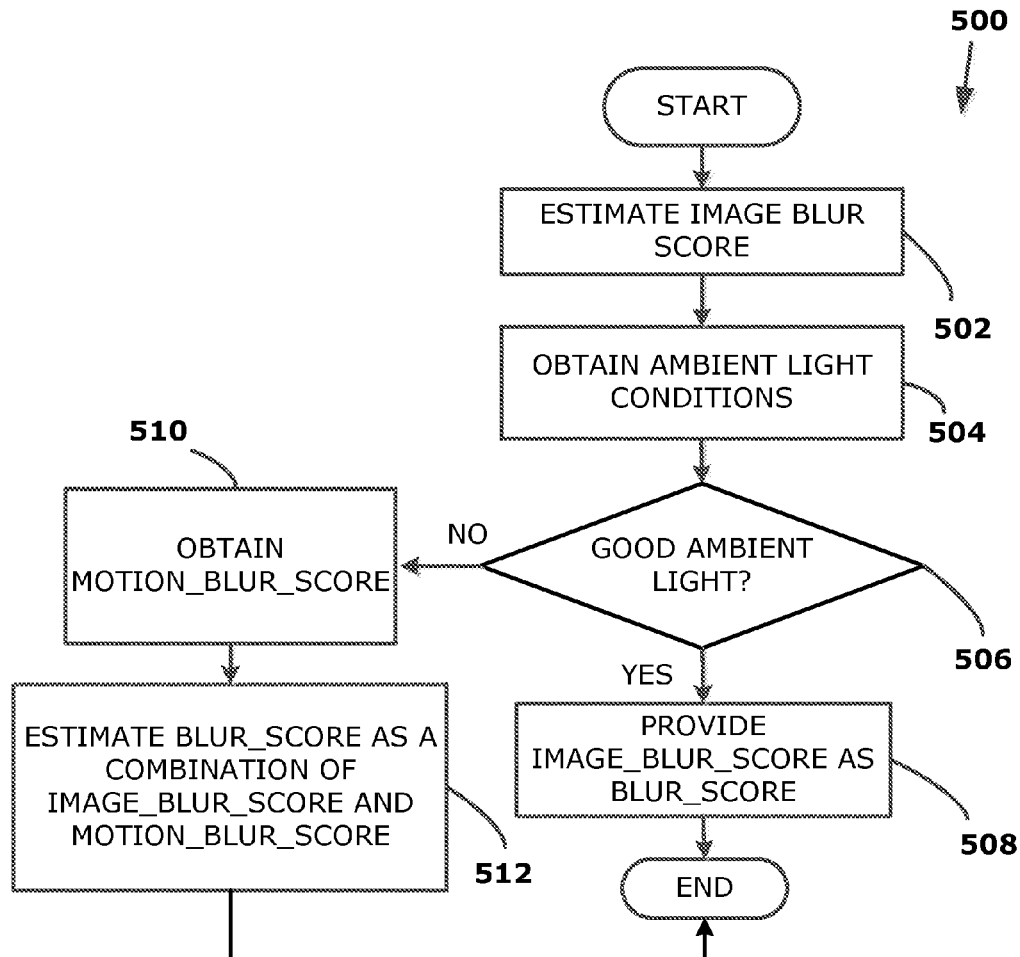 500
START
ESTIMATE IMAGE BLUR
SCORE
502
OBTAIN AMBIENT LIGHT
CONDITIONS
504
510
OBTAIN
MOTION_BLUR_SCORE
NO
GOOD AMBIENT
LIGHT?
506
YES
ESTIMATE BLUR_SCORE AS A
COMBINATION OF
IMAGE_BLUR_SCORE AND
MOTION_BLUR_SCORE
512
PROVIDE
IMAGE_BLUR_SCORE AS
BLUR_SCORE
508
END